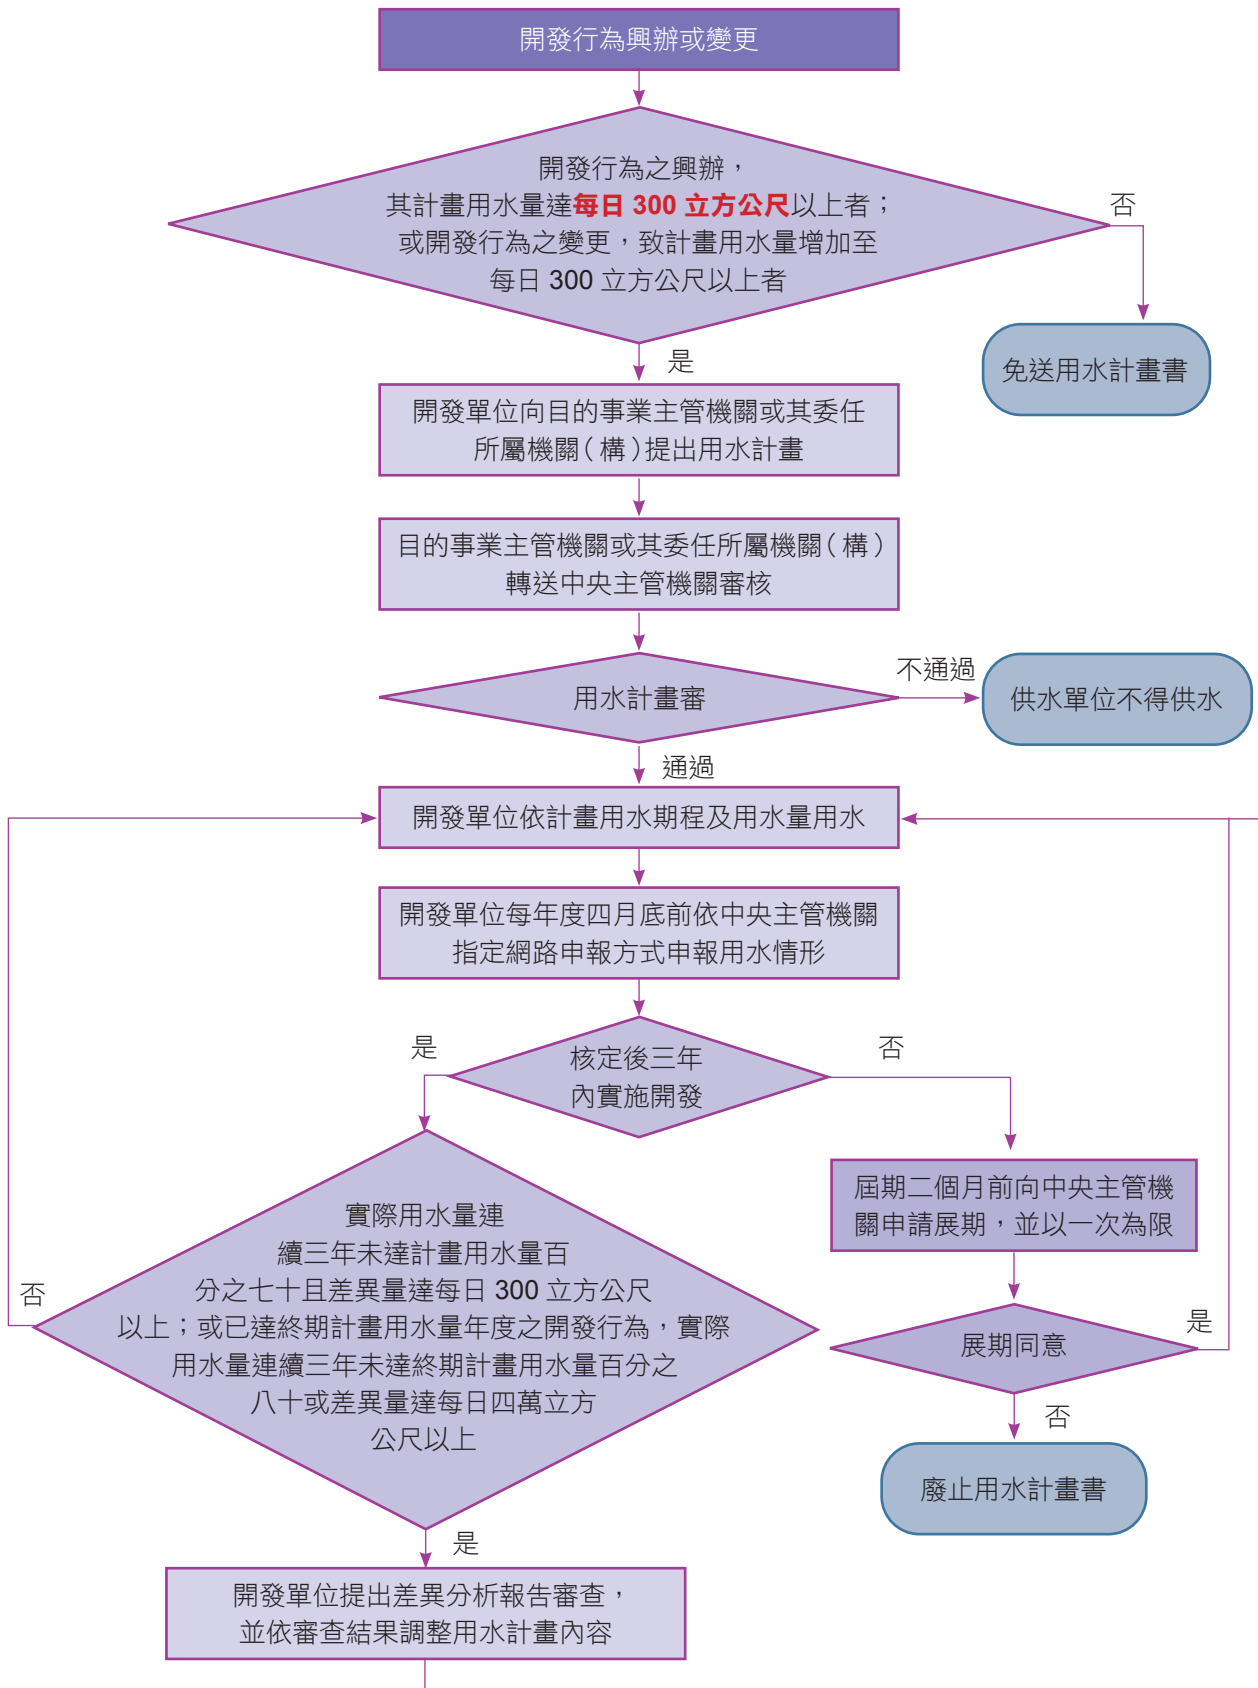 開發行為興辦或變更
開發行為之興辦，
其計畫用水量達每日 300 立方公尺以上者；
或開發行為之變更，致計畫用水量增加至
每日 300 立方公尺以上者
否
免送用水計畫書
是
開發單位向目的事業主管機關或其委任
所屬機關（構）提出用水計畫
目的事業主管機關或其委任所屬機關（構）
轉送中央主管機關審核
用水計畫審
不通過
供水單位不得供水
通過
開發單位依計畫用水期程及用水量用水
開發單位每年度四月底前依中央主管機關
指定網路申報方式申報用水情形
核定後三年
內實施開發
是
否
實際用水量連
續三年未達計畫用水量百
分之七十且差異量達每日 300 立方公尺
以上；或已達終期計畫用水量年度之開發行為，實際
用水量連續三年未達終期計畫用水量百分之
八十或差異量達每日四萬立方
公尺以上
否
屆期二個月前向中央主管機
關申請展期，並以一次為限
展期同意
是
否
廢止用水計畫書
是
開發單位提出差異分析報告審查，
並依審查結果調整用水計畫內容